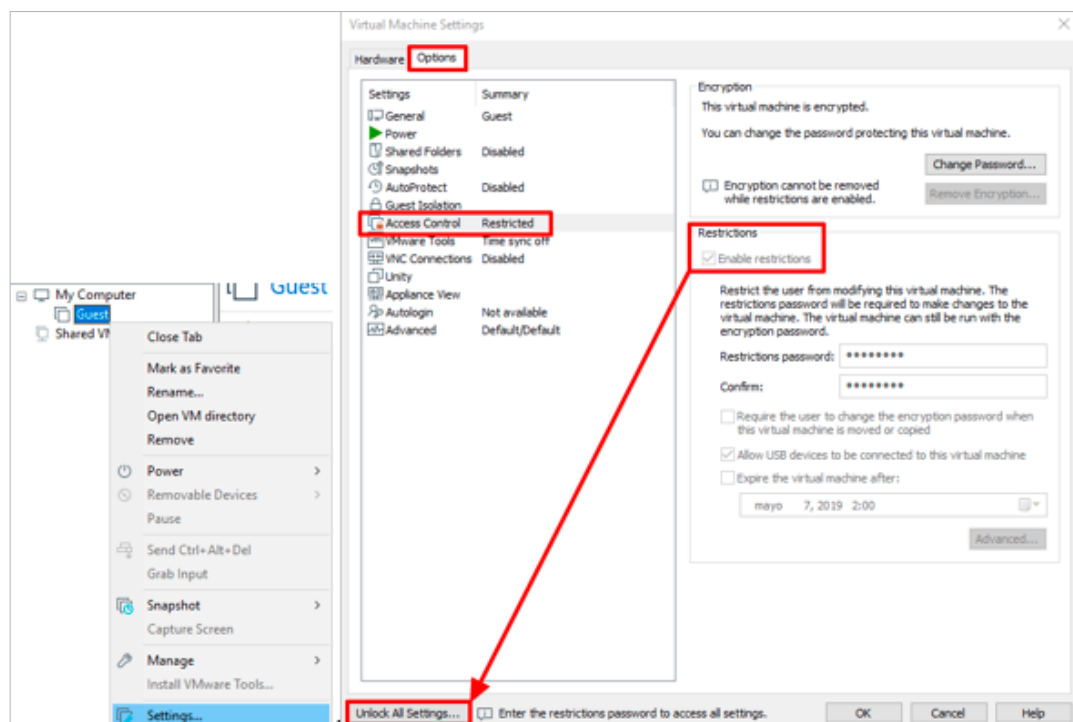 Virtual Machine Settings
Hardware
Options
Settings Summary
General Guest
Power
Shared Folders Disabled
Snapshots
AutoProtect Disabled
Guest Isolation
Access Control Restricted
VMware Tools Time sync off
VNC Connections Disabled
Unity
Appliance View
Autologin Not available
Advanced Default/Default
Encryption
This virtual machine is encrypted.
You can change the password protecting this virtual machine.
Change Password...
Encryption cannot be removed
while restrictions are enabled.
Remove Encryption...
Restrictions
Enable restrictions
Restrict the user from modifying this virtual machine. The
restrictions password will be required to make changes to the
virtual machine. The virtual machine can still be run with the
encryption password.
Restrictions password: ********
Confirm: ********
Require the user to change the encryption password when
this virtual machine is moved or copied
Allow USB devices to be connected to this virtual machine
Expire the virtual machine after:
mayo 7, 2019 2:00
Advanced...
Unlock All Settings...
Enter the restrictions password to access all settings.
OK
Cancel
Help
My Computer
Guest
Shared VM
Guest
Close Tab
Mark as Favorite
Rename...
Open VM directory
Remove
Power
Removable Devices
Pause
Send Ctrl+Alt+Del
Grab Input
Snapshot
Capture Screen
Manage
Install VMware Tools...
Settings...